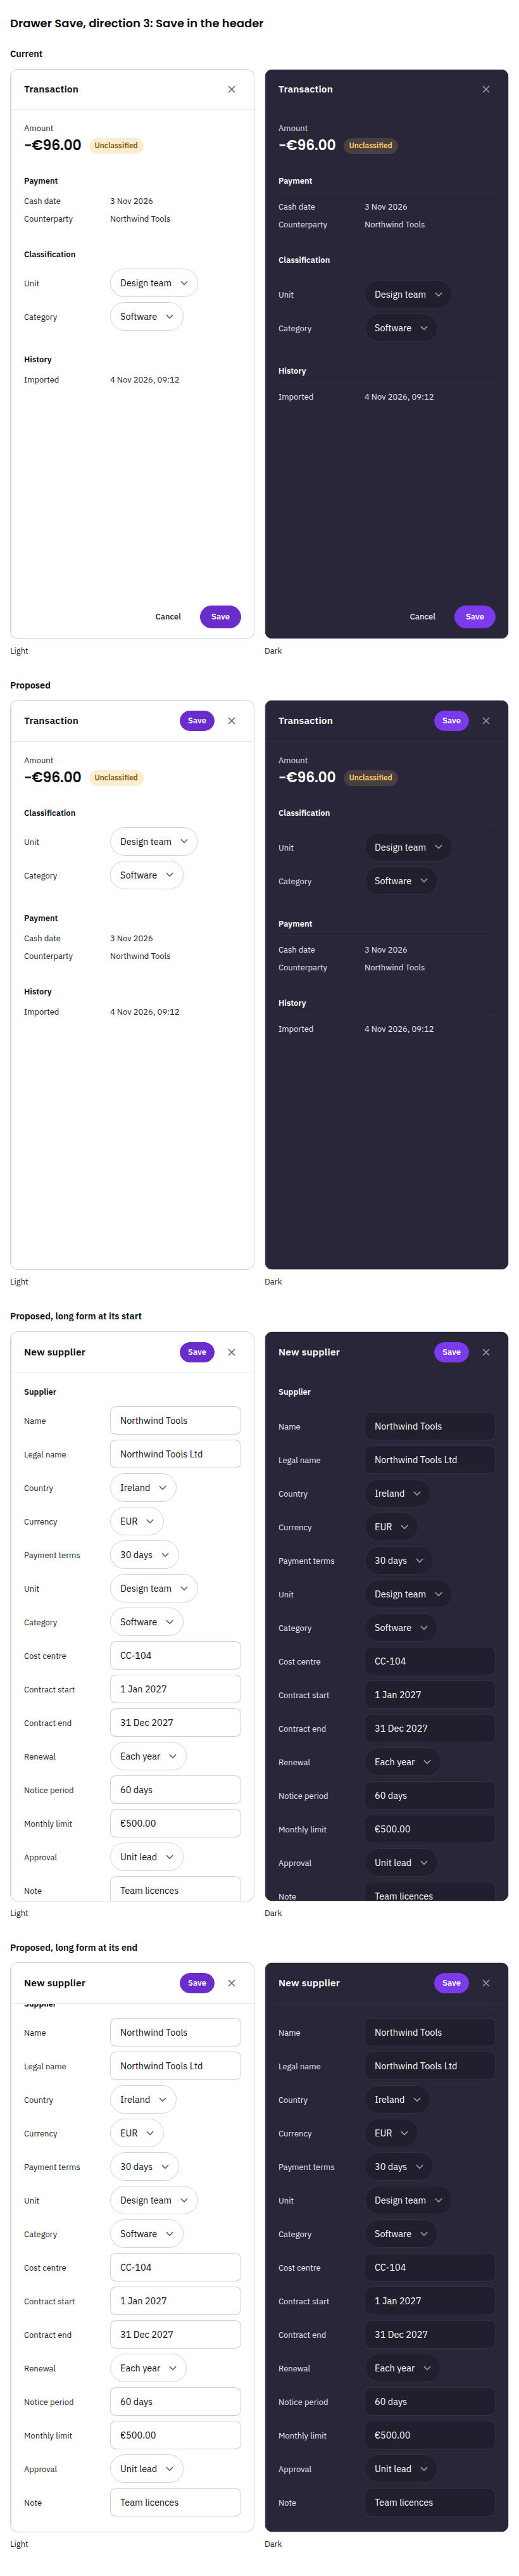 Drawer Save, direction 3: Save in the header
Current
Transaction
Amount
-€96.00 Unclassified
Payment
Cash date 3 Nov 2026
Counterparty Northwind Tools
Classification
Unit Design team
Category Software
History
Imported 4 Nov 2026, 09:12
Cancel Save
Light
Transaction
Amount
-€96.00 Unclassified
Payment
Cash date 3 Nov 2026
Counterparty Northwind Tools
Classification
Unit Design team
Category Software
History
Imported 4 Nov 2026, 09:12
Cancel Save
Dark
Proposed
Transaction Save
Amount
-€96.00 Unclassified
Classification
Unit Design team
Category Software
Payment
Cash date 3 Nov 2026
Counterparty Northwind Tools
History
Imported 4 Nov 2026, 09:12
Light
Transaction Save
Amount
-€96.00 Unclassified
Classification
Unit Design team
Category Software
Payment
Cash date 3 Nov 2026
Counterparty Northwind Tools
History
Imported 4 Nov 2026, 09:12
Dark
Proposed, long form at its start
New supplier Save
Supplier
Name Northwind Tools
Legal name Northwind Tools Ltd
Country Ireland
Currency EUR
Payment terms 30 days
Unit Design team
Category Software
Cost centre CC-104
Contract start 1 Jan 2027
Contract end 31 Dec 2027
Renewal Each year
Notice period 60 days
Monthly limit €500.00
Approval Unit lead
Note Team licences
Light
New supplier Save
Supplier
Name Northwind Tools
Legal name Northwind Tools Ltd
Country Ireland
Currency EUR
Payment terms 30 days
Unit Design team
Category Software
Cost centre CC-104
Contract start 1 Jan 2027
Contract end 31 Dec 2027
Renewal Each year
Notice period 60 days
Monthly limit €500.00
Approval Unit lead
Note Team licences
Dark
Proposed, long form at its end
New supplier Save
Supplier
Name Northwind Tools
Legal name Northwind Tools Ltd
Country Ireland
Currency EUR
Payment terms 30 days
Unit Design team
Category Software
Cost centre CC-104
Contract start 1 Jan 2027
Contract end 31 Dec 2027
Renewal Each year
Notice period 60 days
Monthly limit €500.00
Approval Unit lead
Note Team licences
Light
New supplier Save
Name Northwind Tools
Legal name Northwind Tools Ltd
Country Ireland
Currency EUR
Payment terms 30 days
Unit Design team
Category Software
Cost centre CC-104
Contract start 1 Jan 2027
Contract end 31 Dec 2027
Renewal Each year
Notice period 60 days
Monthly limit €500.00
Approval Unit lead
Note Team licences
Dark